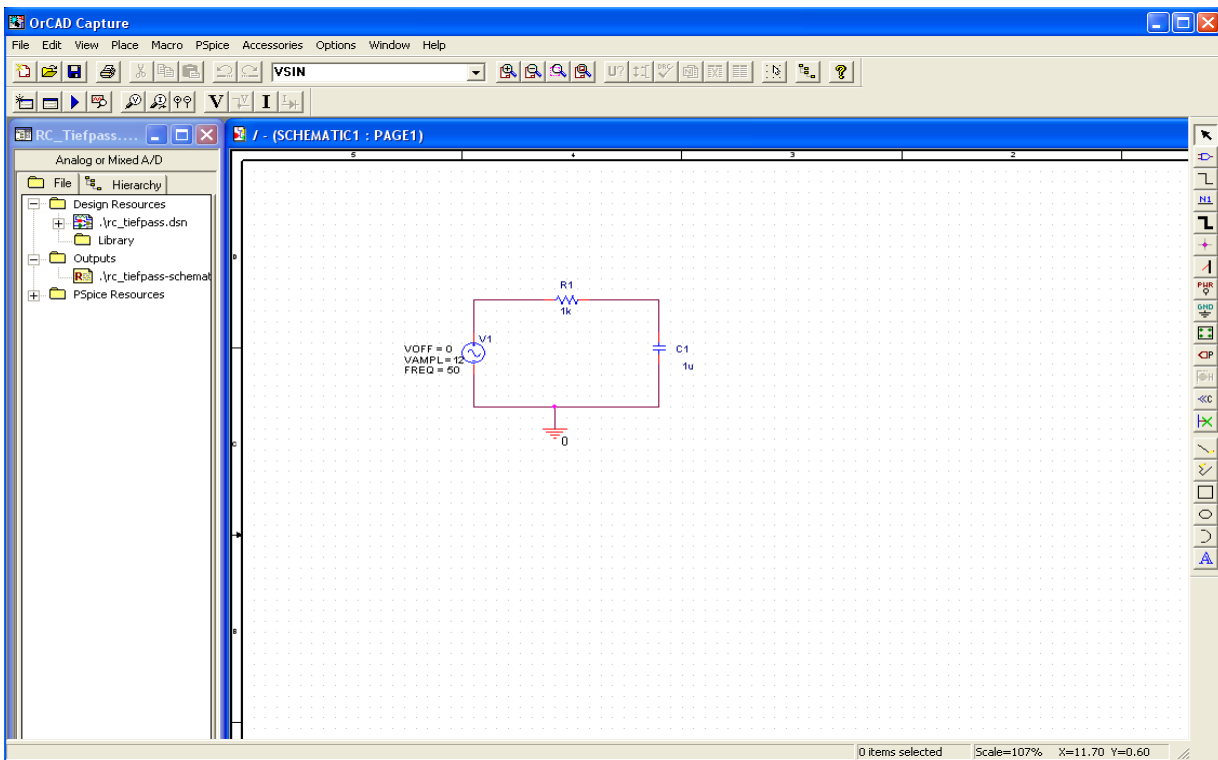 OrCAD Capture
File Edit View Place Macro PSpice Accessories Options Window Help
VSIN
U?
DRC
V V I I
RC_Tiefpass....
/ - (SCHEMATIC1 : PAGE1)
Analog or Mixed A/D
File Hierarchy
Design Resources
.\rc_tiefpass.dsn
Library
Outputs
.\rc_tiefpass-schemat
PSpice Resources
5 4 3 2
D
C
B
R1
1k
V1
VOFF = 0
VAMPL = 12
FREQ = 50
C1
1u
0
N1
PWR
GND
P
H
C
A
0 items selected Scale=107% X=11.70 Y=0.60